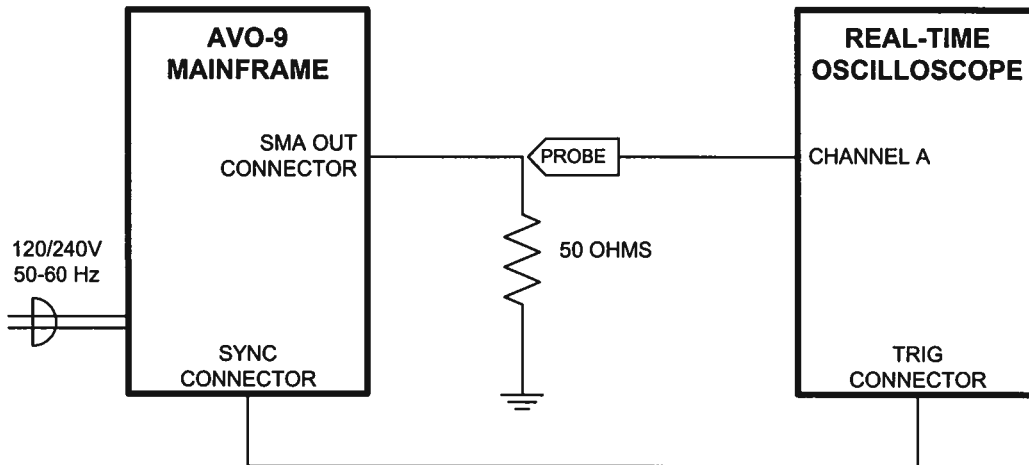 AVO-9
MAINFRAME
SMA OUT
CONNECTOR
SYNC
CONNECTOR
120/240V
50-60 Hz
PROBE
50 OHMS
REAL-TIME
OSCILLOSCOPE
CHANNEL A
TRIG
CONNECTOR